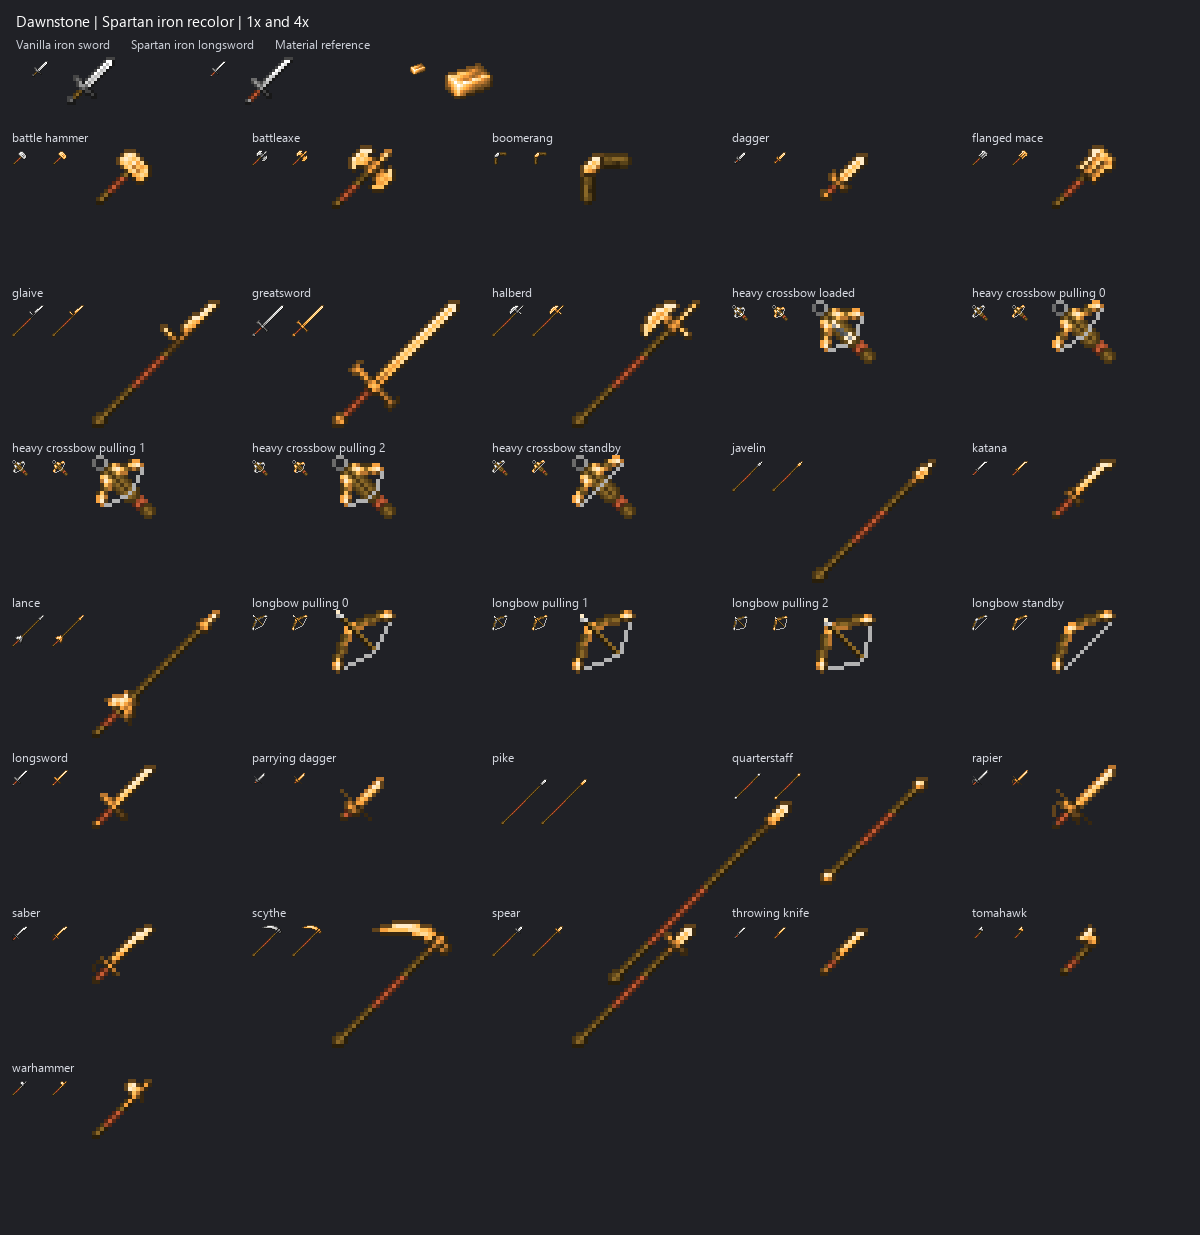 Dawnstone | Spartan iron recolor | 1x and 4x
Vanilla iron sword Spartan iron longsword Material reference
battle hammer battleaxe boomerang dagger flanged mace
glaive greatsword halberd heavy crossbow loaded heavy crossbow pulling 0
heavy crossbow pulling 1 heavy crossbow pulling 2 heavy crossbow standby javelin katana
lance longbow pulling 0 longbow pulling 1 longbow pulling 2 longbow standby
longsword parrying dagger pike quarterstaff rapier
saber scythe spear throwing knife tomahawk
warhammer